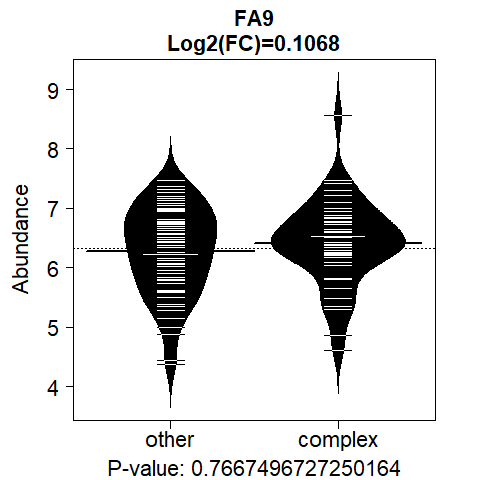 FA9
Log2(FC)=0.1068
9
8
7
6
5
4
Abundance
other complex
P-value: 0.7667496727250164